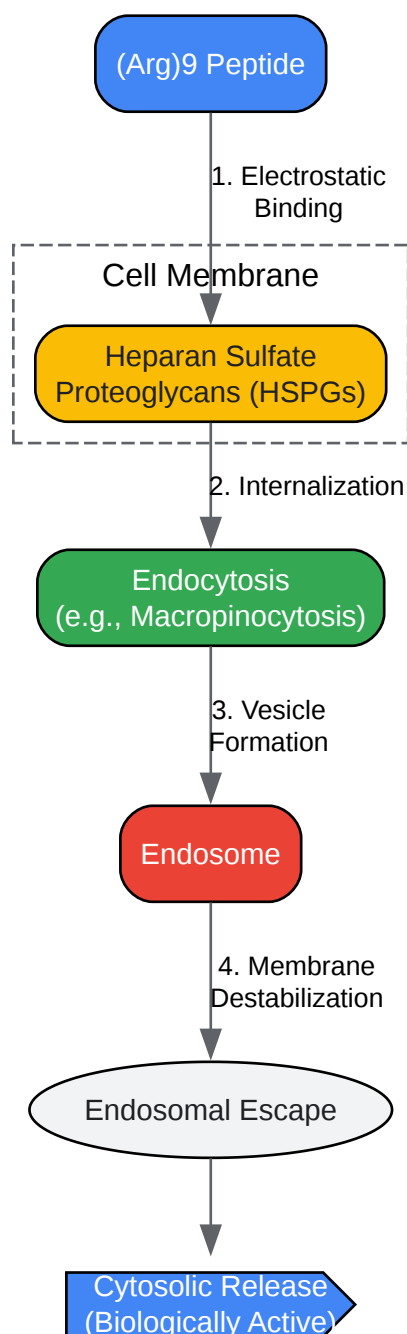 (Arg)9 Peptide
1. Electrostatic
Binding
Cell Membrane
Heparan Sulfate
Proteoglycans (HSPGs)
2. Internalization
Endocytosis
(e.g., Macropinocytosis)
3. Vesicle
Formation
Endosome
4. Membrane
Destabilization
Endosomal Escape
Cytosolic Release
(Biologically Active)